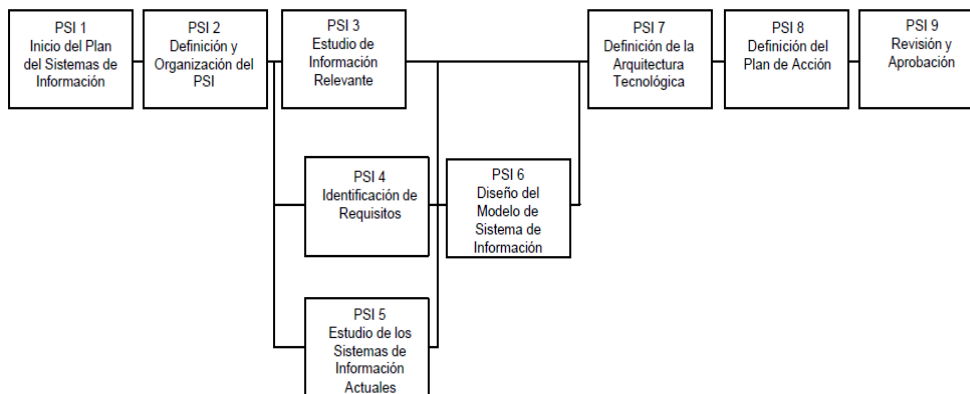 PSI 1
Inicio del Plan
del Sistemas de
Información
PSI 2
Definición y
Organización del
PSI
PSI 3
Estudio de
Información
Relevante
PSI 7
Definición de la
Arquitectura
Tecnológica
PSI 8
Definición del
Plan de Acción
PSI 9
Revisión y
Aprobación
PSI 4
Identificación de
Requisitos
PSI 6
Diseño del
Modelo de
Sistema de
Información
PSI 5
Estudio de los
Sistemas de
Información
Actuales